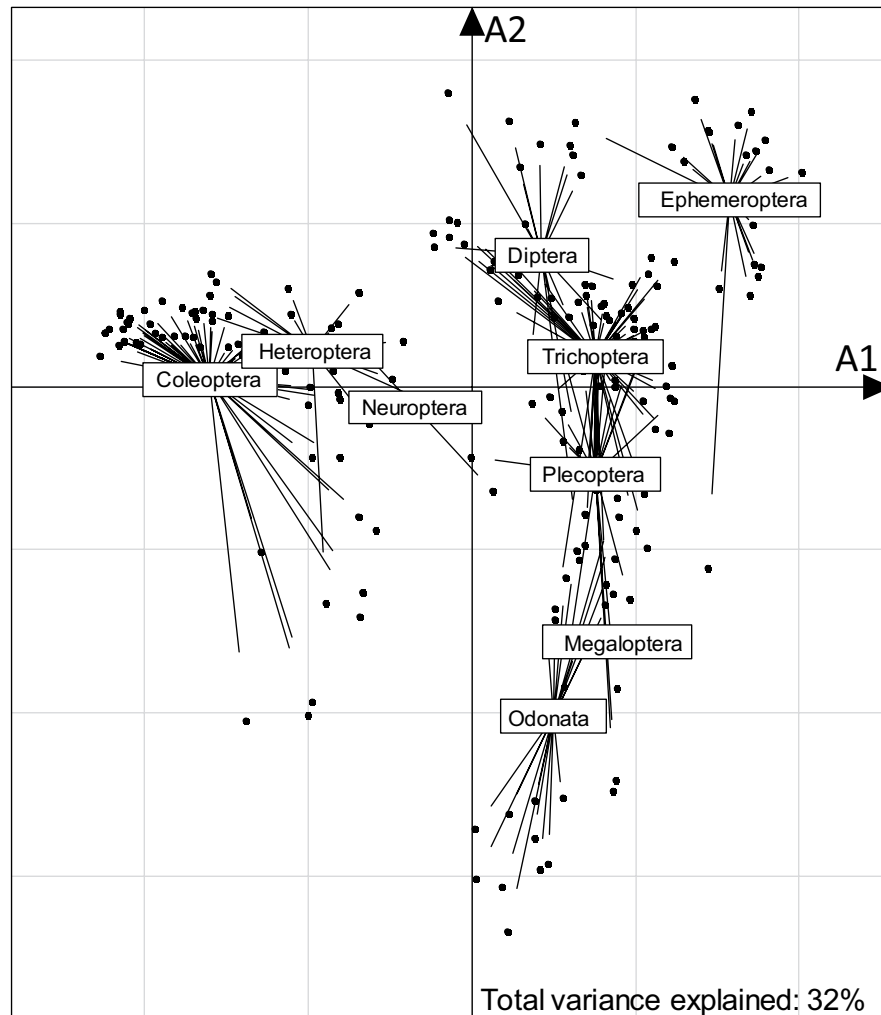 A2
Ephemeroptera
Diptera
Heteroptera
Trichoptera
A1
Coleoptera
Neuroptera
Plecoptera
Megaloptera
Odonata
Total variance explained: 32%